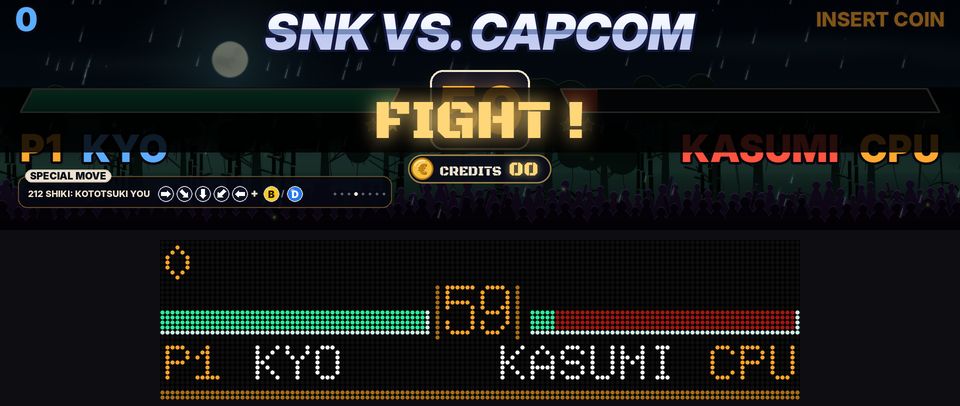 0
SNK VS. CAPCOM
INSERT COIN
59
FIGHT !
P1 KYO
KASUMI CPU
CREDITS 00
SPECIAL MOVE
212 SHIKI: KOTOTSUKI YOU + B / D
0
59
P1 KYO
KASUMI CPU